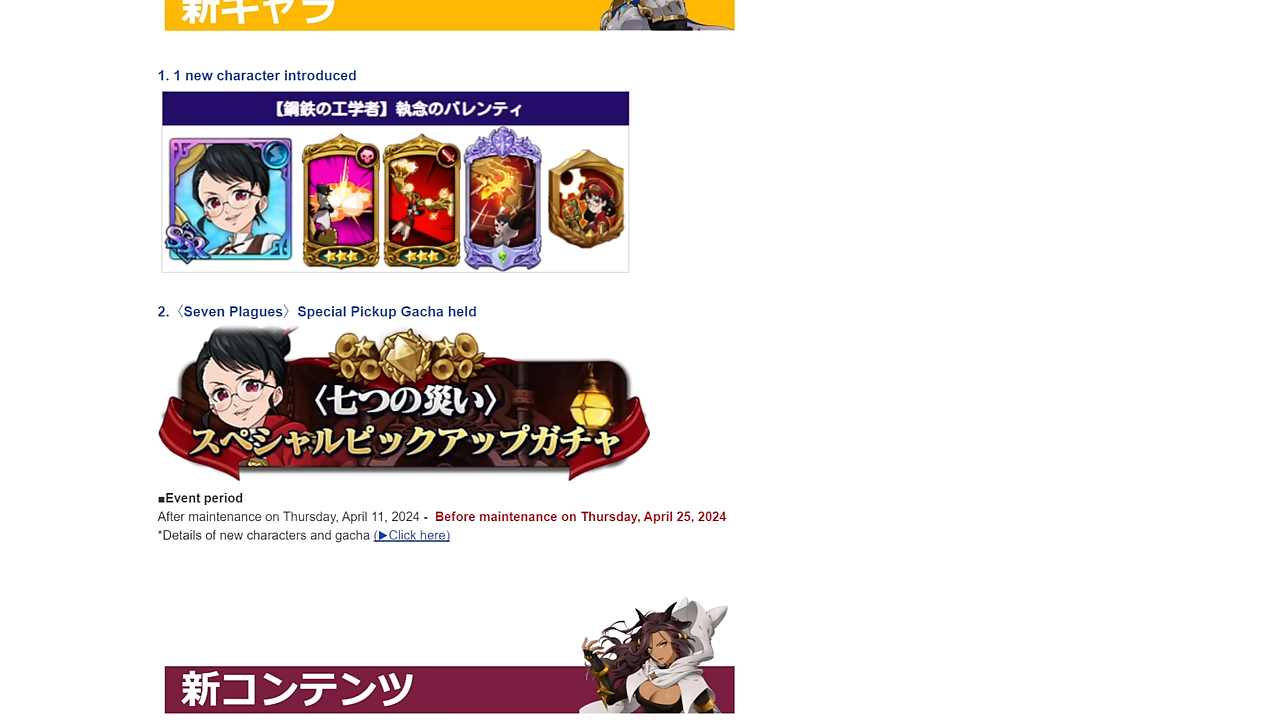 新キャラ
1. 1 new character introduced
【鋼鉄の工学者】執念のバレンティ
SSR
2.〈Seven Plagues〉Special Pickup Gacha held
〈七つの災い〉
スペシャルピックアップガチャ
■Event period
After maintenance on Thursday, April 11, 2024 - Before maintenance on Thursday, April 25, 2024
*Details of new characters and gacha (▶Click here)
新コンテンツ